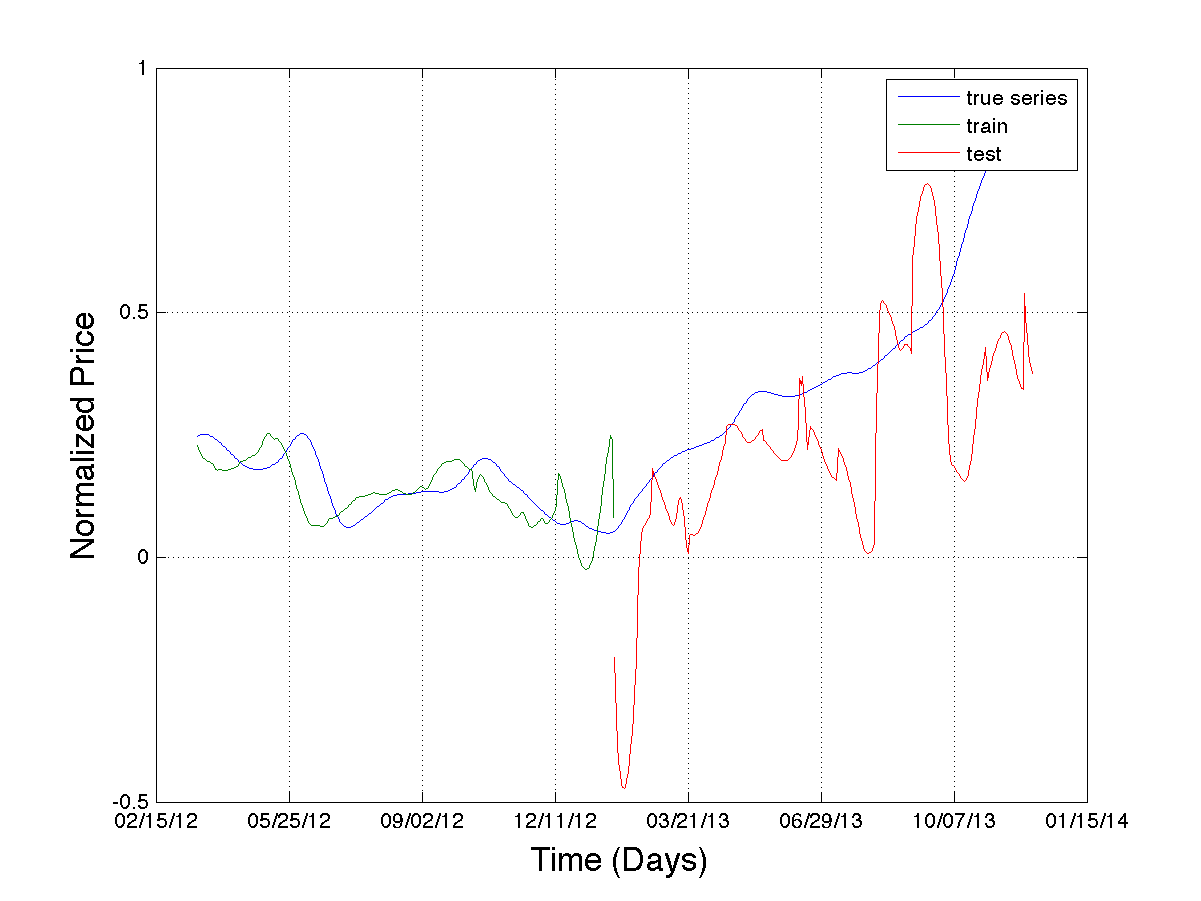 1
true series
train
test
0.5
Normalized Price
0
-0.5
02/15/12 05/25/12 09/02/12 12/11/12 03/21/13 06/29/13 10/07/13 01/15/14
Time (Days)